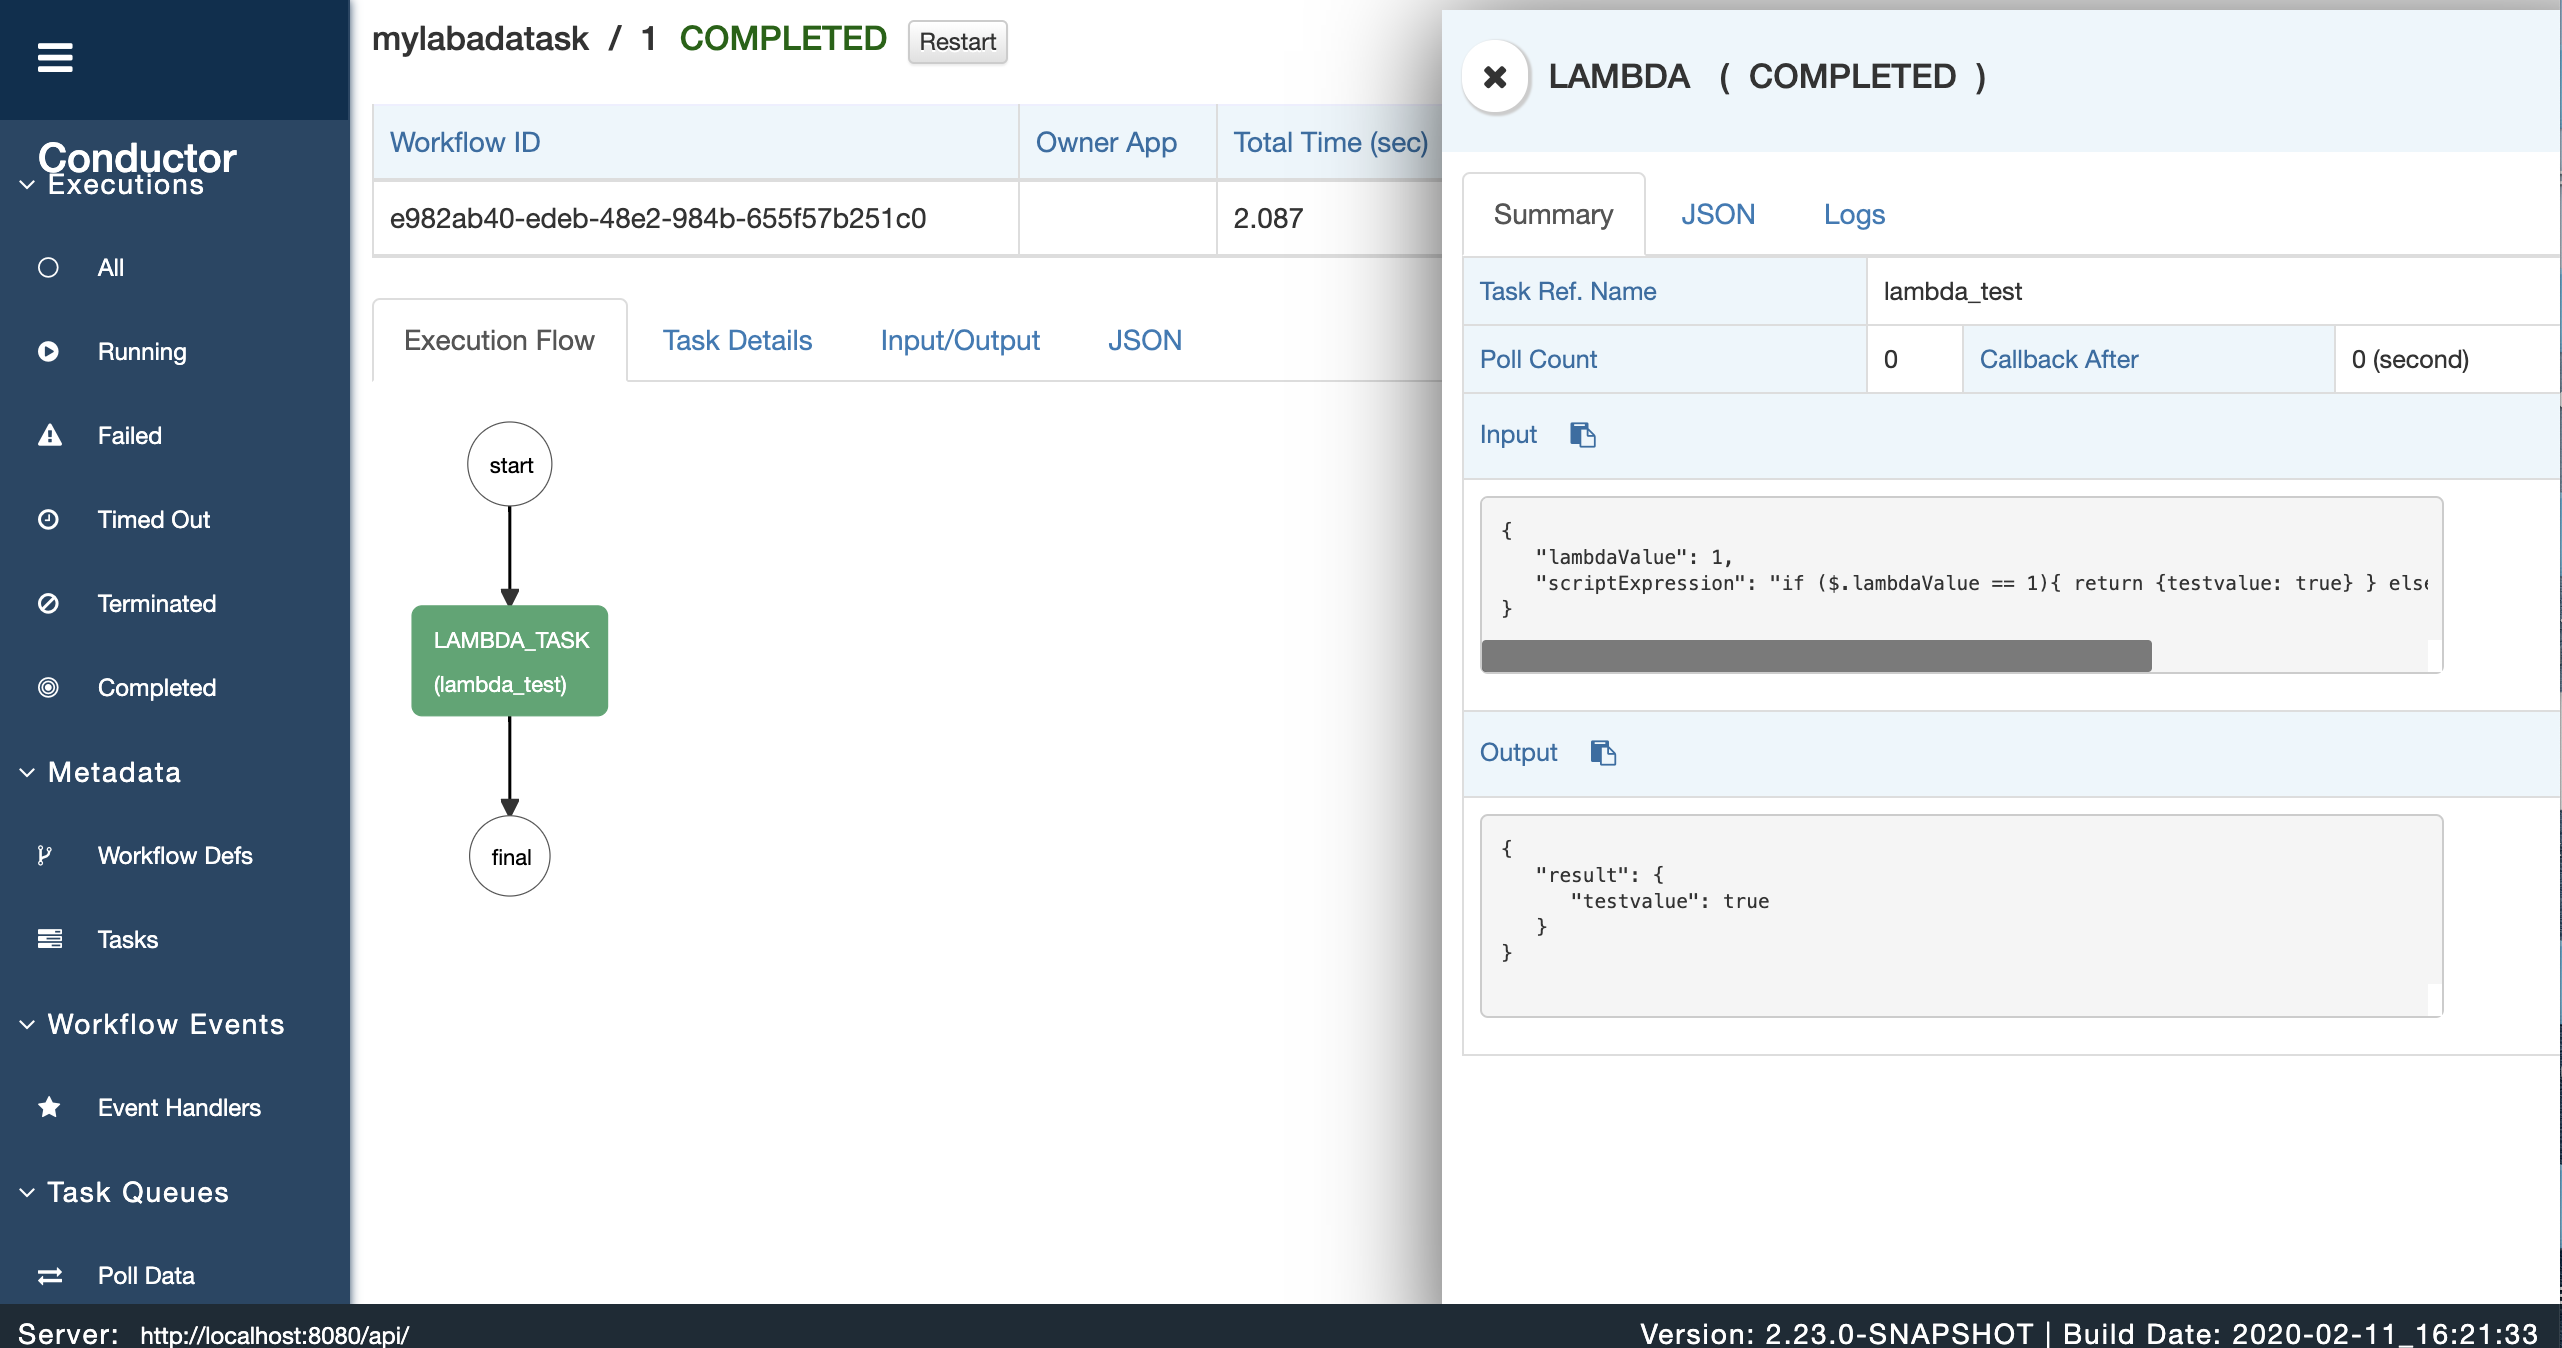 Conductor
Executions
All
Running
Failed
Timed Out
Terminated
Completed
Metadata
Workflow Defs
Tasks
Workflow Events
Event Handlers
Task Queues
Poll Data
mylabadatask / 1 COMPLETED Restart
Workflow ID Owner App Total Time (sec)
e982ab40-edeb-48e2-984b-655f57b251c0 2.087
Execution Flow Task Details Input/Output JSON
start
LAMBDA_TASK
(lambda_test)
final
LAMBDA ( COMPLETED )
Summary JSON Logs
Task Ref. Name lambda_test
Poll Count 0 Callback After 0 (second)
Input
{
"lambdaValue": 1,
"scriptExpression": "if ($.lambdaValue == 1){ return {testvalue: true} } else
}
Output
{
"result": {
"testvalue": true
}
}
Server: http://localhost:8080/api/
Version: 2.23.0-SNAPSHOT | Build Date: 2020-02-11_16:21:33